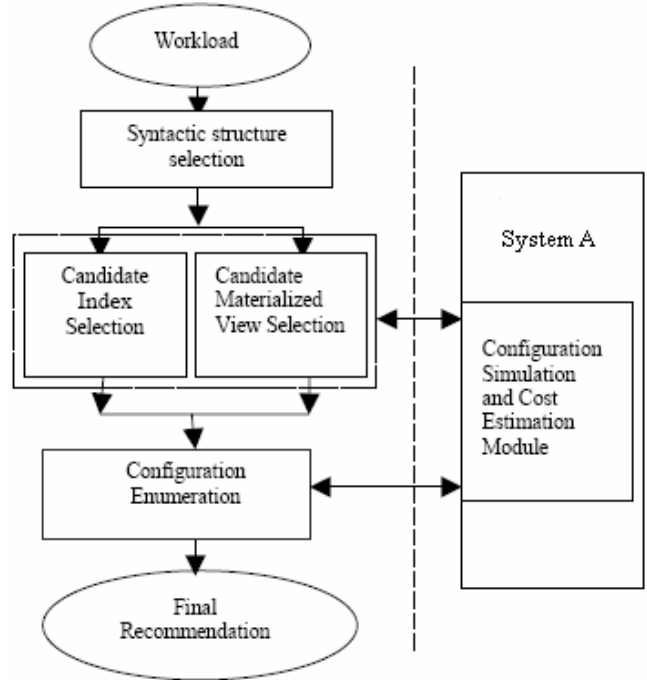 Workload
Syntactic structure
selection
System A
Candidate
Index
Selection
Candidate
Materialized
View Selection
Configuration
Simulation
and Cost
Estimation
Module
Configuration
Enumeration
Final
Recommendation